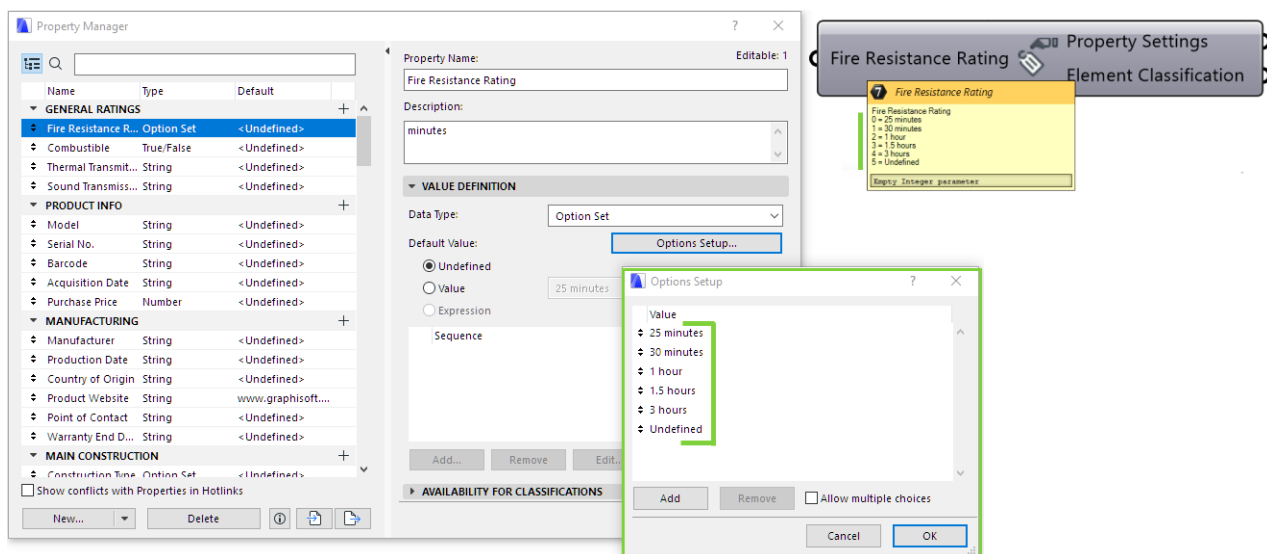 Property Manager
?
Name Type Default
GENERAL RATINGS
Fire Resistance R... Option Set <Undefined>
Combustible True/False <Undefined>
Thermal Transmit... String <Undefined>
Sound Transmiss... String <Undefined>
PRODUCT INFO
Model String <Undefined>
Serial No. String <Undefined>
Barcode String <Undefined>
Acquisition Date String <Undefined>
Purchase Price Number <Undefined>
MANUFACTURING
Manufacturer String <Undefined>
Production Date String <Undefined>
Country of Origin String <Undefined>
Product Website String www.graphisoft....
Point of Contact String <Undefined>
Warranty End D... String <Undefined>
MAIN CONSTRUCTION
Construction Type Option Set <Undefined>
Show conflicts with Properties in Hotlinks
New... Delete
Property Name: Editable: 1
Fire Resistance Rating
Description:
minutes
VALUE DEFINITION
Data Type: Option Set
Default Value: Options Setup...
Undefined
Value 25 minutes
Expression
Sequence
Add... Remove Edit..
AVAILABILITY FOR CLASSIFICATIONS
Options Setup ?
Value
25 minutes
30 minutes
1 hour
1.5 hours
3 hours
Undefined
Add Remove Allow multiple choices
Cancel OK
Fire Resistance Rating
Property Settings
Element Classification
7 Fire Resistance Rating
Fire Resistance Rating
0 = 25 minutes
1 = 30 minutes
2 = 1 hour
3 = 1.5 hours
4 = 3 hours
5 = Undefined
Empty Integer parameter